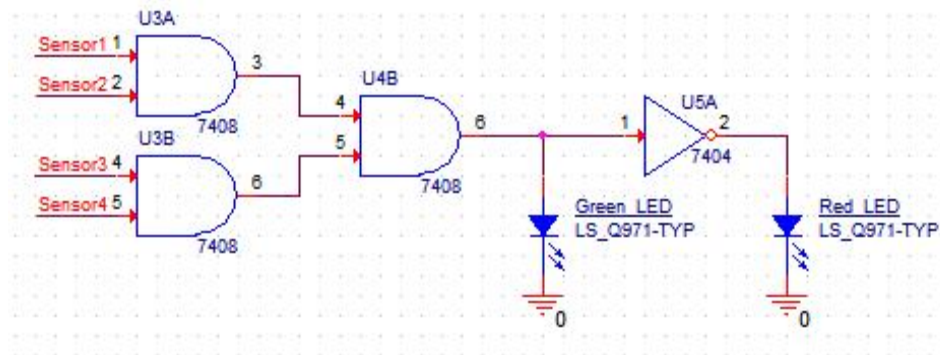 U3A
Sensor1 1
3
Sensor2 2
7408
U3B
Sensor3 4
6
Sensor4 5
7408
U4B
4
6
5
7408
U5A
1
2
7404
Green_LED
LS_Q971-TYP
0
Red_LED
LS_Q971-TYP
0